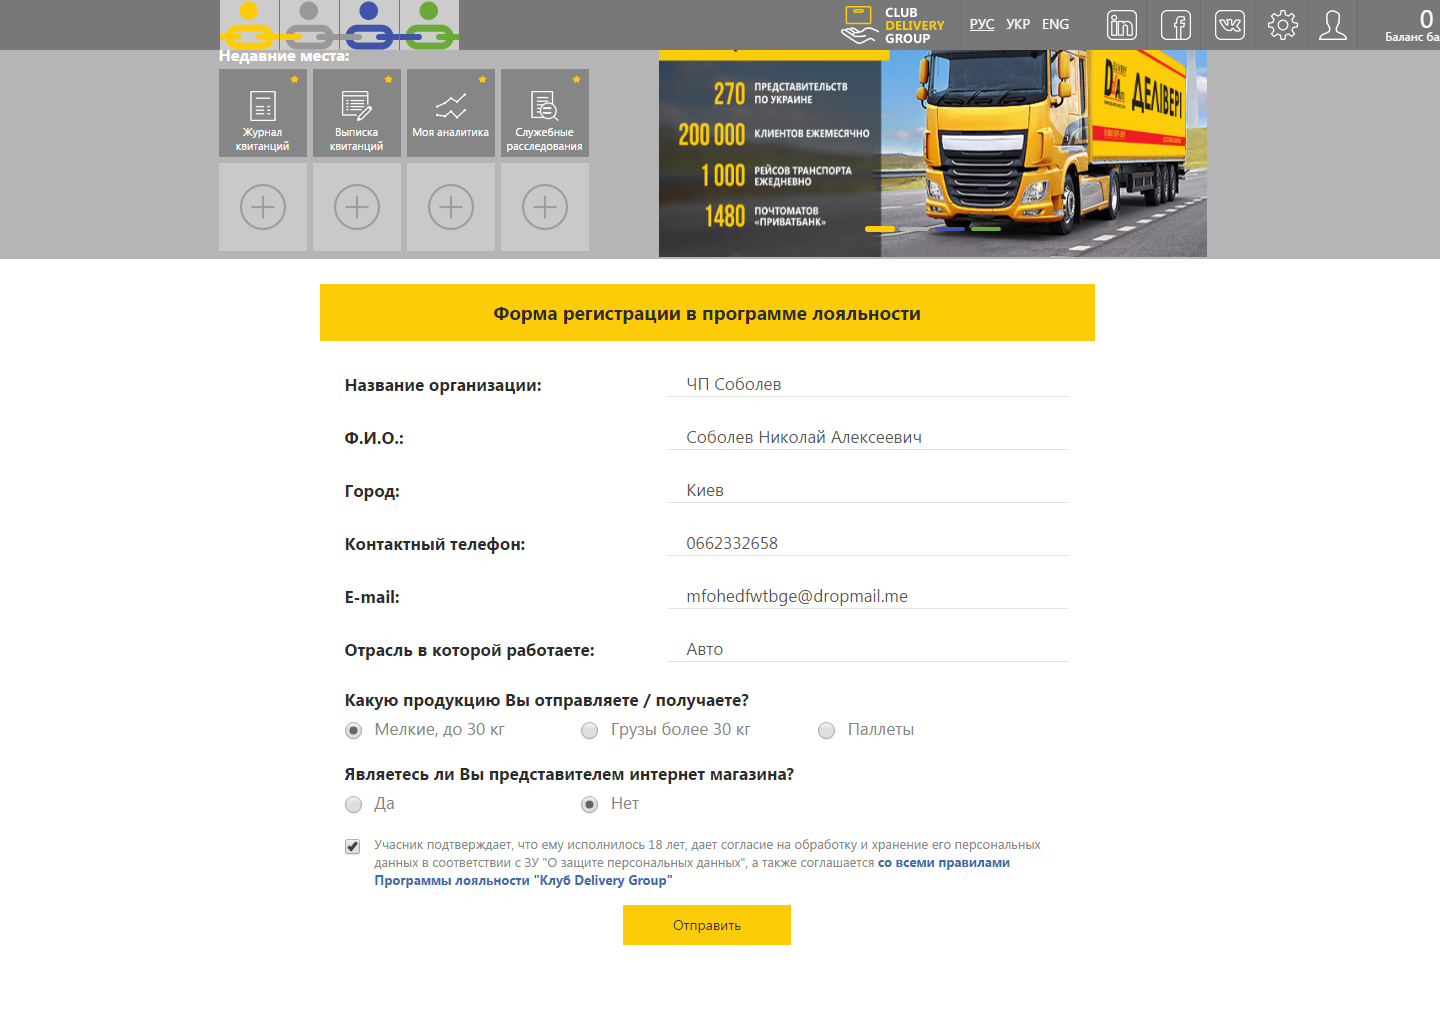 CLUB
DELIVERY
GROUP
РУС УКР ENG
0
Баланс ба
Недавние места:
Журнал
квитанций
Выписка
квитанций
Моя аналитика
Служебные
расследования
270 ПРЕДСТАВИТЕЛЬСТВ
ПО УКРАИНЕ
200 000 КЛИЕНТОВ ЕЖЕМЕСЯЧНО
1 000 РЕЙСОВ ТРАНСПОРТА
ЕЖЕДНЕВНО
1480 ПОЧТОМАТОВ
«ПРИВАТБАНК»
ДЕЛІВЕРІ
Форма регистрации в программе лояльности
Название организации: ЧП Соболев
Ф.И.О.: Соболев Николай Алексеевич
Город: Киев
Контактный телефон: 0662332658
E-mail: mfohedfwtbge@dropmail.me
Отрасль в которой работаете: Авто
Какую продукцию Вы отправляете / получаете?
Мелкие, до 30 кг Грузы более 30 кг Паллеты
Являетесь ли Вы представителем интернет магазина?
Да Нет
Учасник подтверждает, что ему исполнилось 18 лет, дает согласие на обработку и хранение его персональных
данных в соответствии с ЗУ "О защите персональных данных", а также соглашается со всеми правилами
Программы лояльности "Клуб Delivery Group"
Отправить